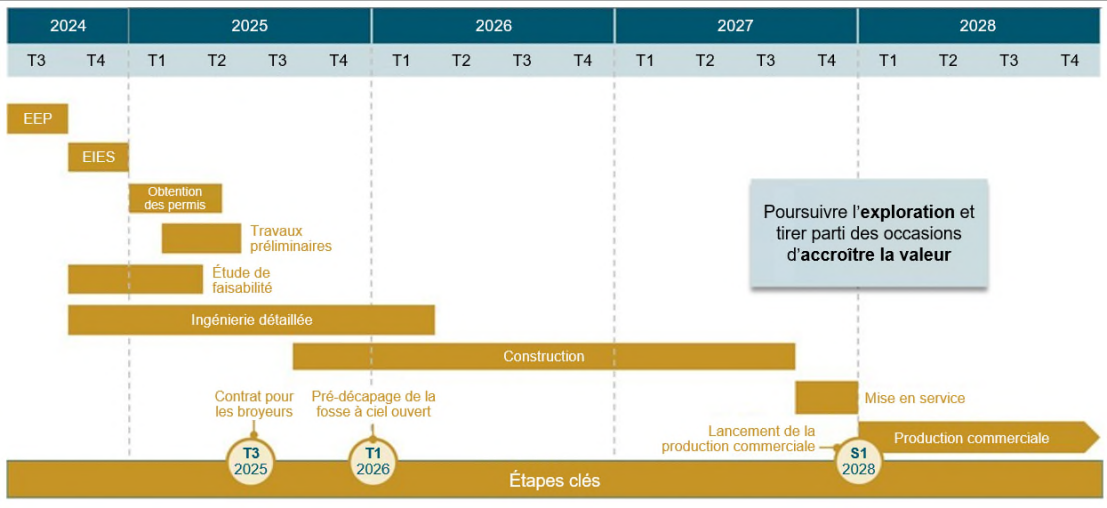 2024 2025 2026 2027 2028
T3 T4 T1 T2 T3 T4 T1 T2 T3 T4 T1 T2 T3 T4 T1 T2 T3 T4
EEP
EIES
Obtention
des permis
Poursuivre l'exploration et
tirer parti des occasions
d'accroître la valeur
Travaux
préliminaires
Étude de
faisabilité
Ingénierie détaillée
Construction
Mise en service
Contrat pour
les broyeurs
Pré-décapage de la
fosse à ciel ouvert
Lancement de la
production commerciale
Production commerciale
T3
2025
T1
2026
S1
2028
Étapes clés